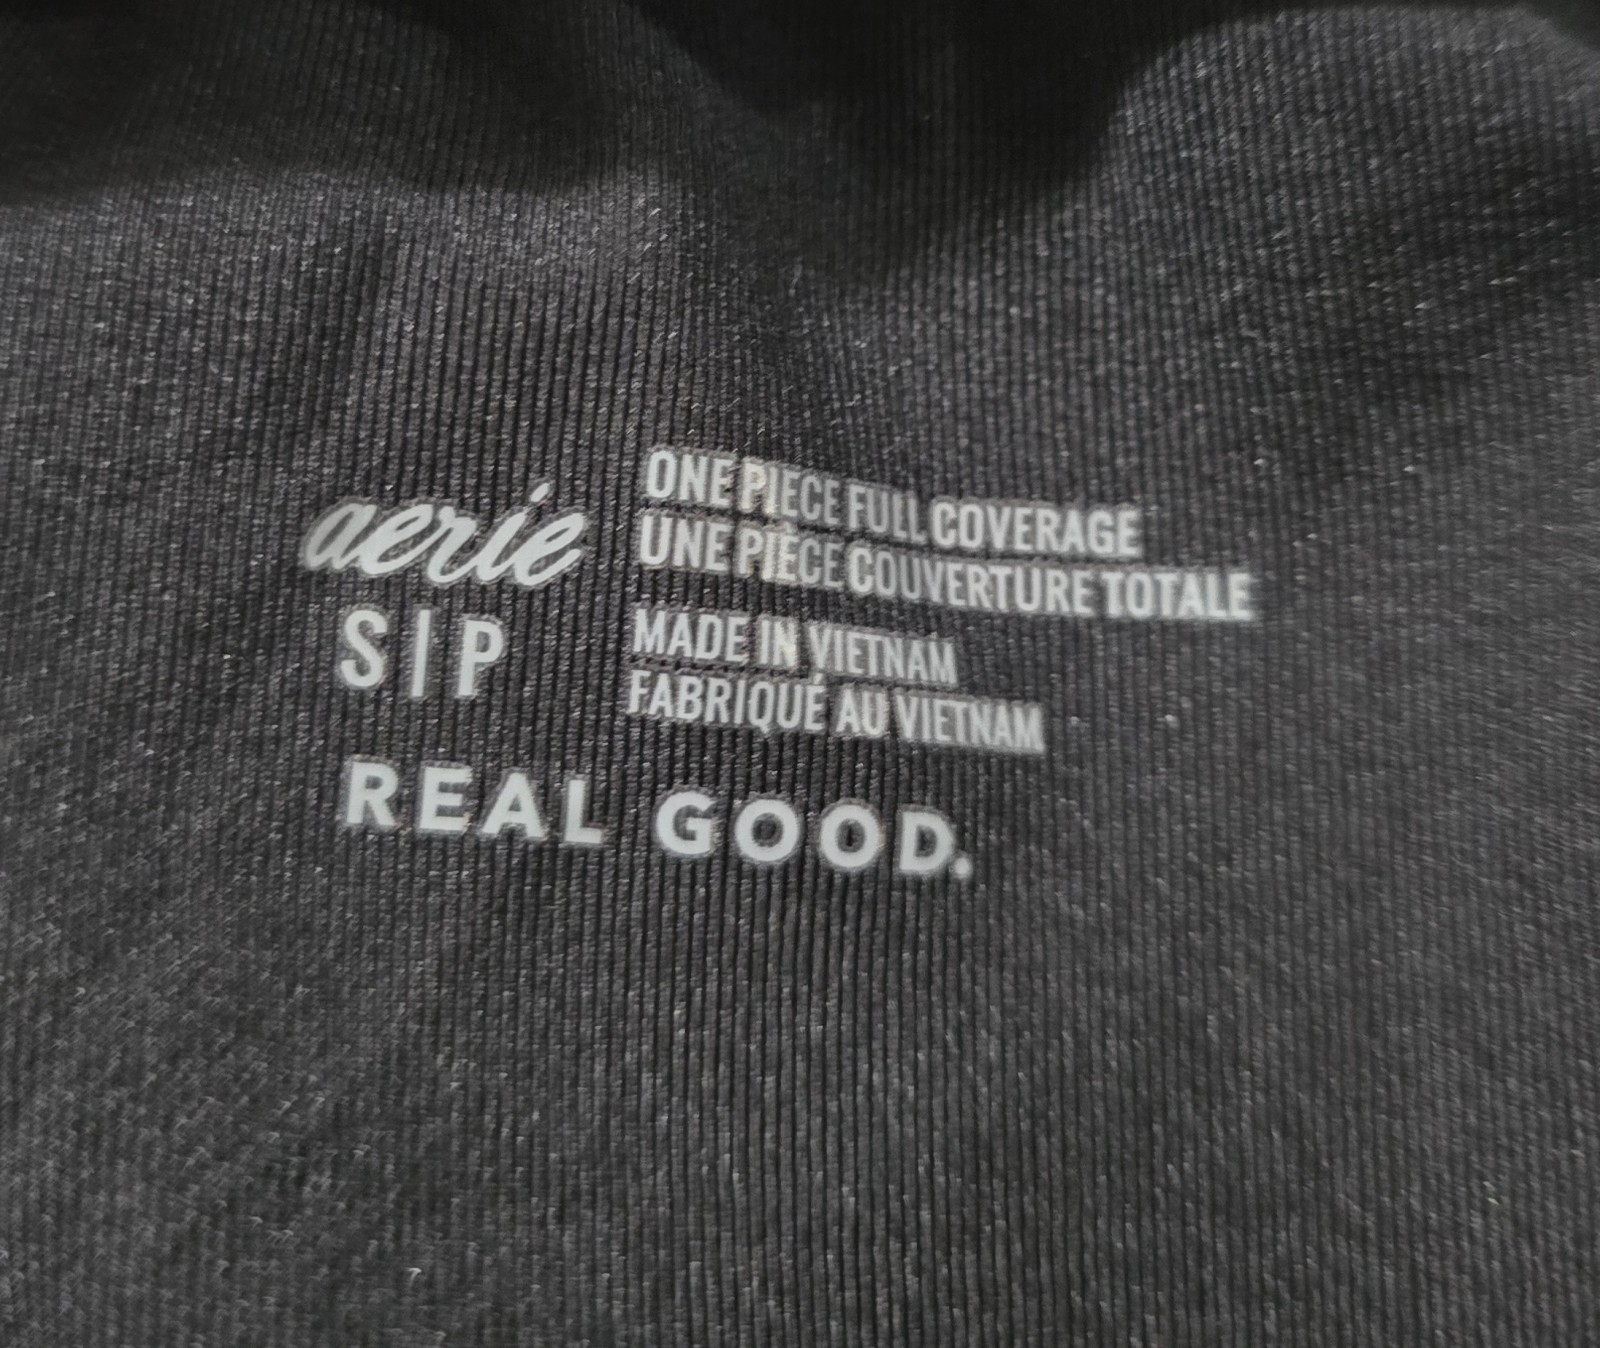 aerie
S|P
ONE PIECE FULL COVERAGE
UNE PIÈCE COUVERTURE TOTALE
MADE IN VIETNAM
FABRIQUÉ AU VIETNAM
REAL GOOD.